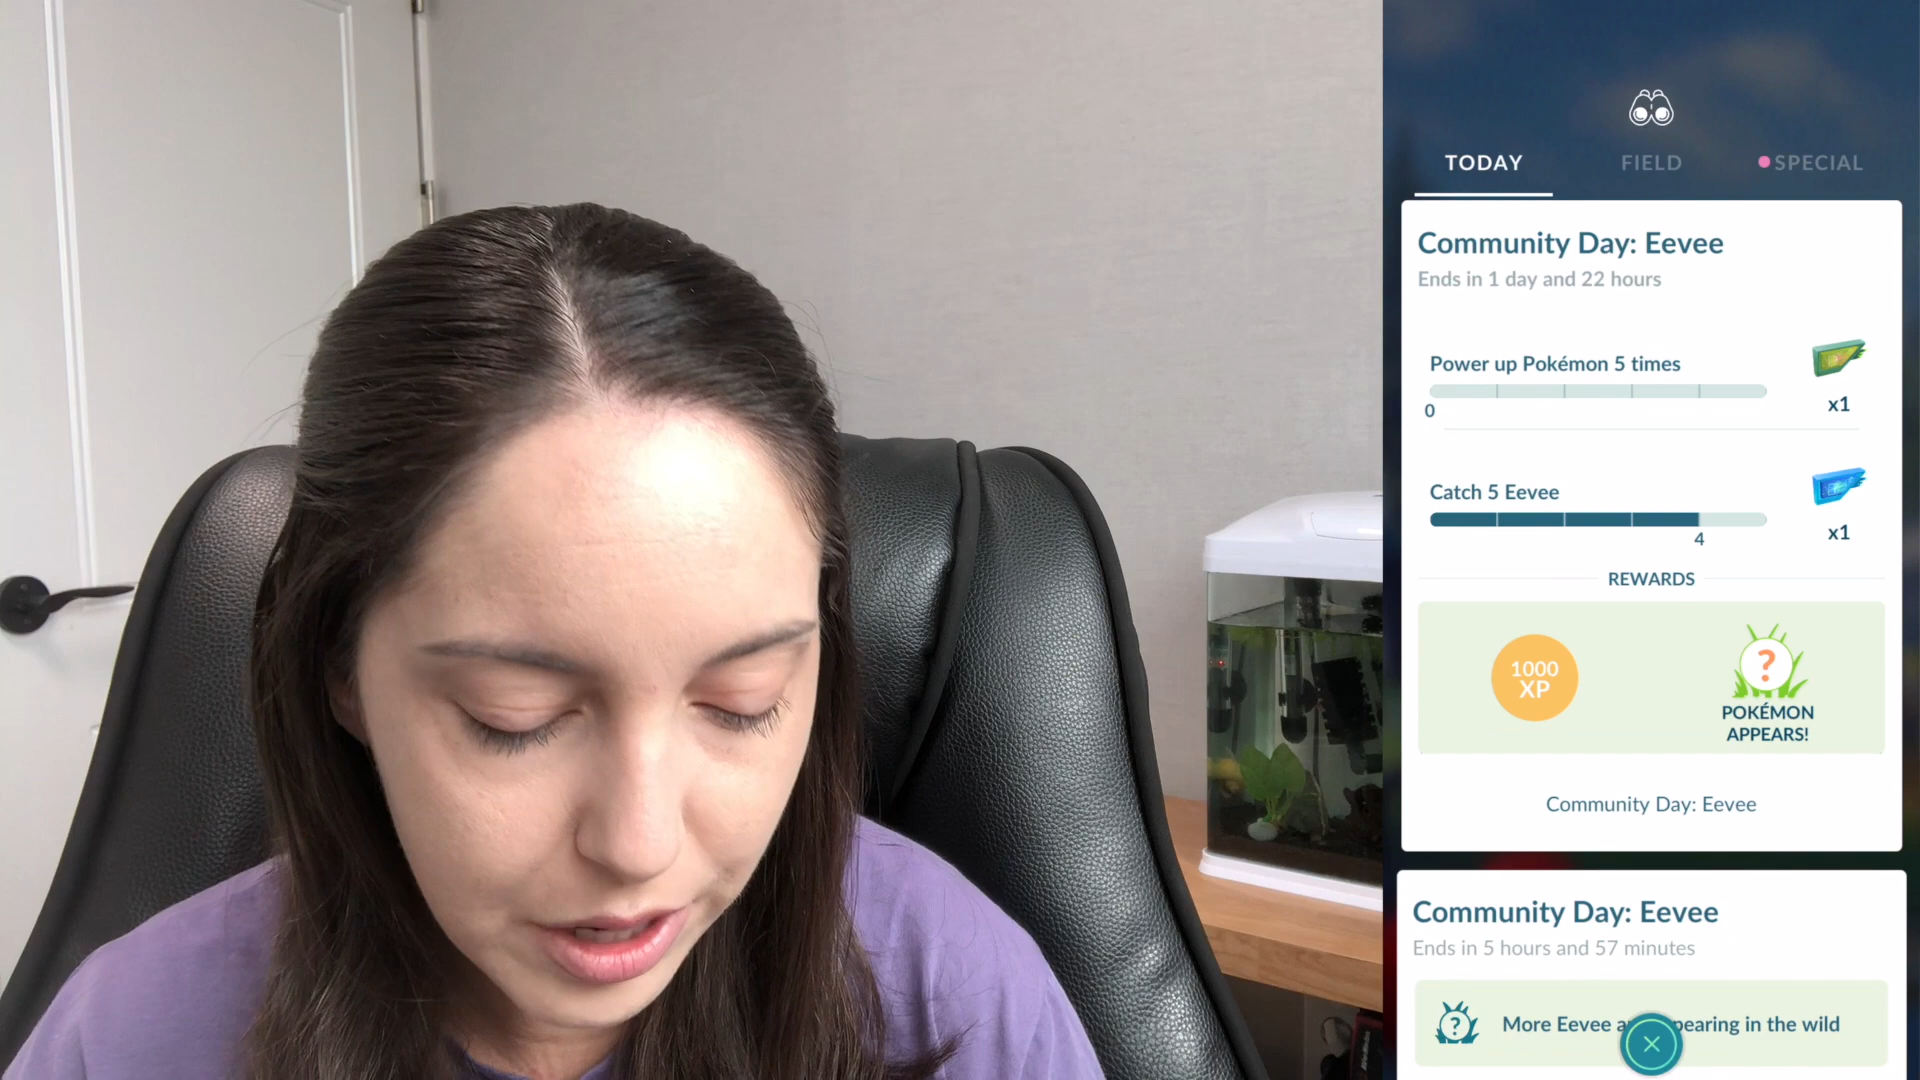 TODAY
FIELD
SPECIAL
Community Day: Eevee
Ends in 1 day and 22 hours
Power up Pokémon 5 times
0
x1
Catch 5 Eevee
4
x1
REWARDS
1000
XP
?
POKÉMON
APPEARS!
Community Day: Eevee
Community Day: Eevee
Ends in 5 hours and 57 minutes
?
More Eevee a pearing in the wild